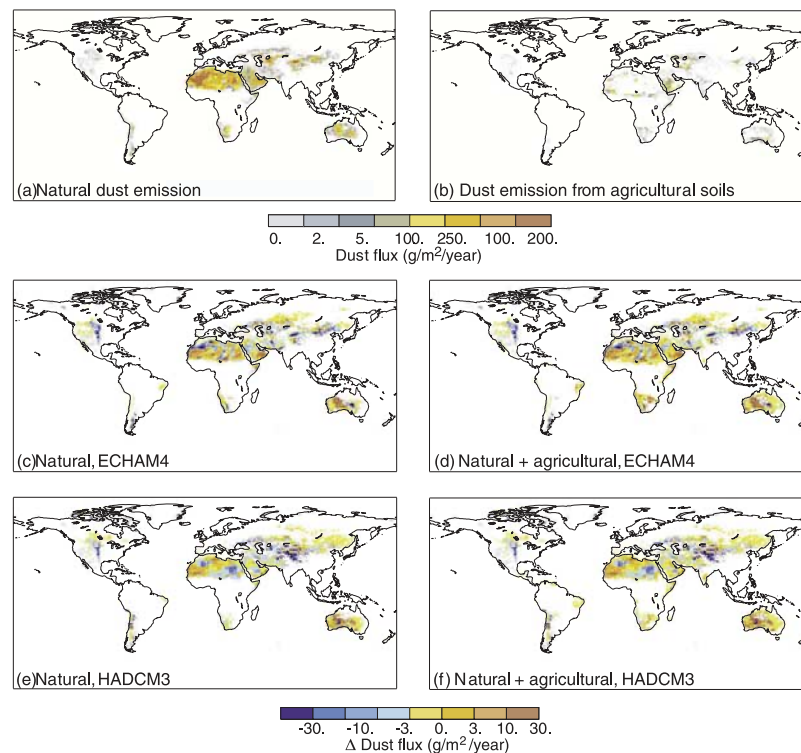 (a)Natural dust emission
(b) Dust emission from agricultural soils
0. 2. 5. 100. 250. 100. 200.
Dust flux (g/m²/year)
(c)Natural, ECHAM4
(d) Natural + agricultural, ECHAM4
(e)Natural, HADCM3
(f) Natural + agricultural, HADCM3
-30. -10. -3. 0. 3. 10. 30.
Δ Dust flux (g/m²/year)